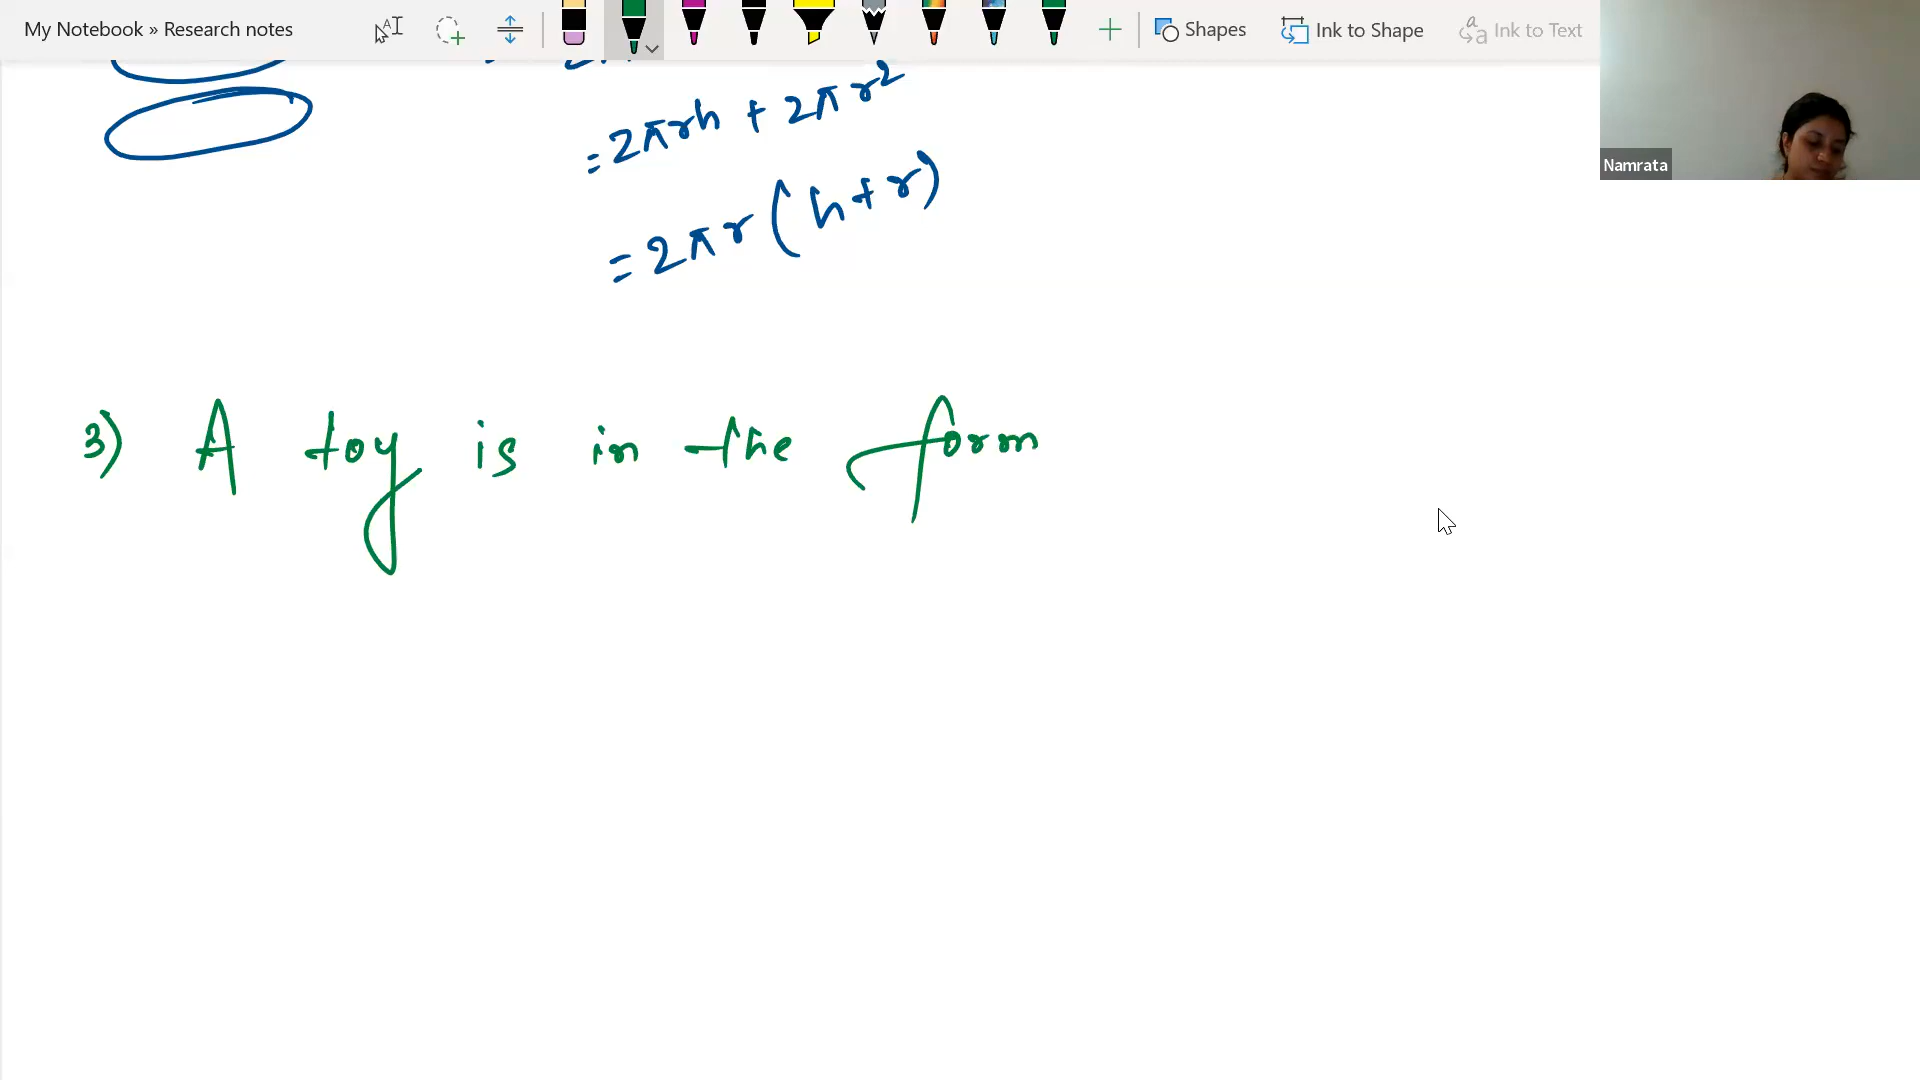 My Notebook » Research notes
Shapes
Ink to Shape
Ink to Text
Namrata
= 2πrh + 2πr²
= 2πr (h+r)
3) A toy is in the form